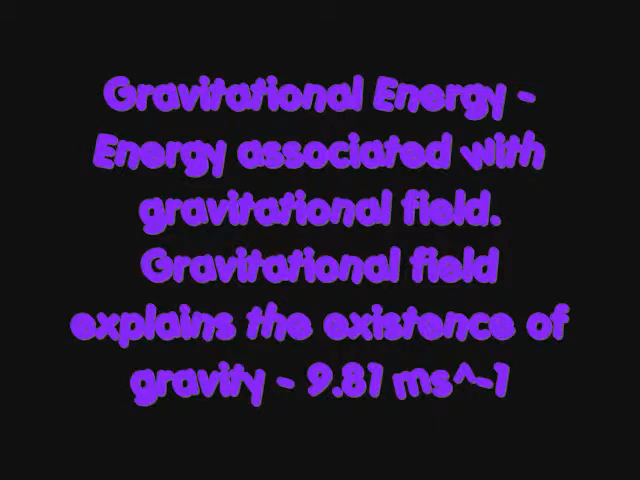 Gravitational Energy -
Energy associated with
gravitational field.
Gravitational field
explains the existence of
gravity - 9.81 ms^-1